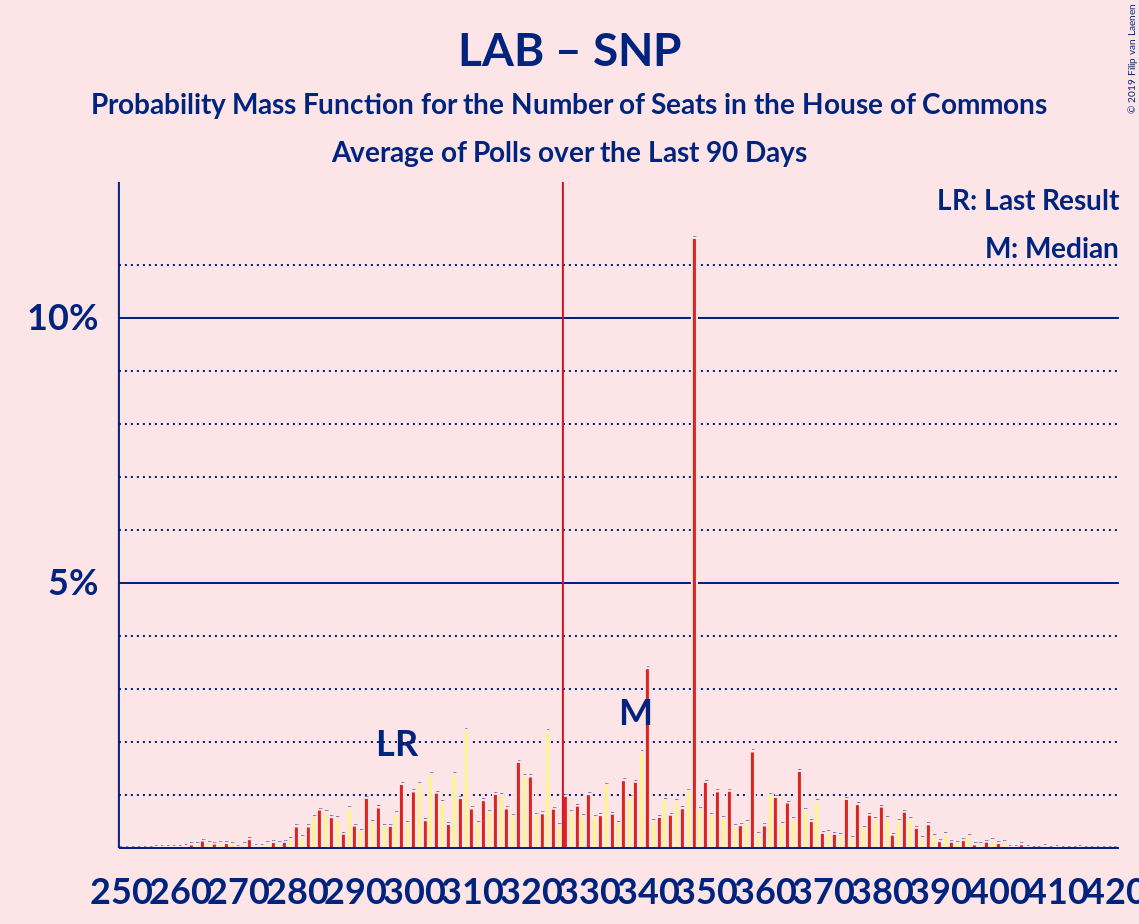 LAB – SNP
Probability Mass Function for the Number of Seats in the House of Commons
Average of Polls over the Last 90 Days
© 2019 Filip van Laenen
LR: Last Result
M: Median
10%
5%
M
LR
250 260 270 280 290 300 310 320 330 340 350 360 370 380 390 400 410 420